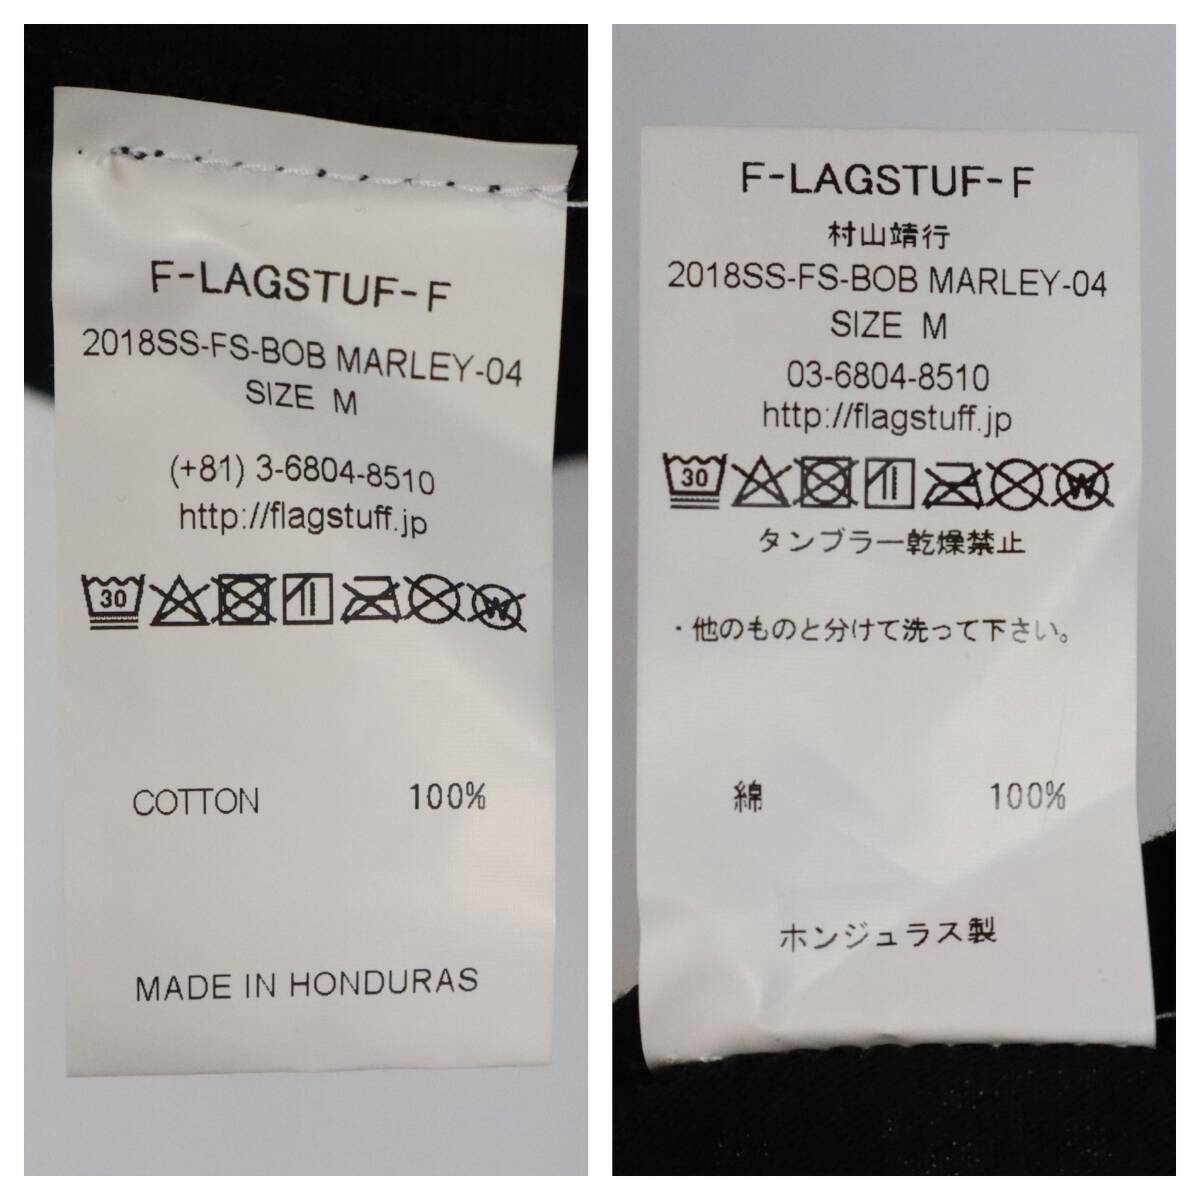 F-LAGSTUF-F
2018SS-FS-BOB MARLEY-04
SIZE M
(+81) 3-6804-8510
http://flagstuff.jp
30 W
COTTON 100%
MADE IN HONDURAS
F-LAGSTUF-F
村山靖行
2018SS-FS-BOB MARLEY-04
SIZE M
03-6804-8510
http://flagstuff.jp
30 W
タンブラー乾燥禁止
・他のものと分けて洗って下さい。
綿 100%
ホンジュラス製